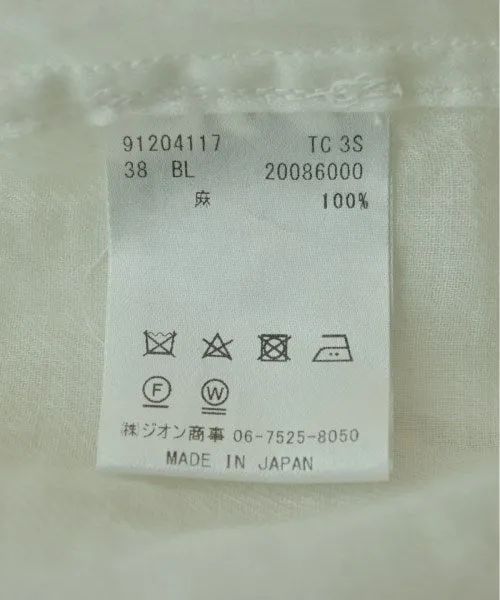 91204117 TC 3S
38 BL 20086000
麻 100%
F W
㈱ジオン商事 06-7525-8050
MADE IN JAPAN